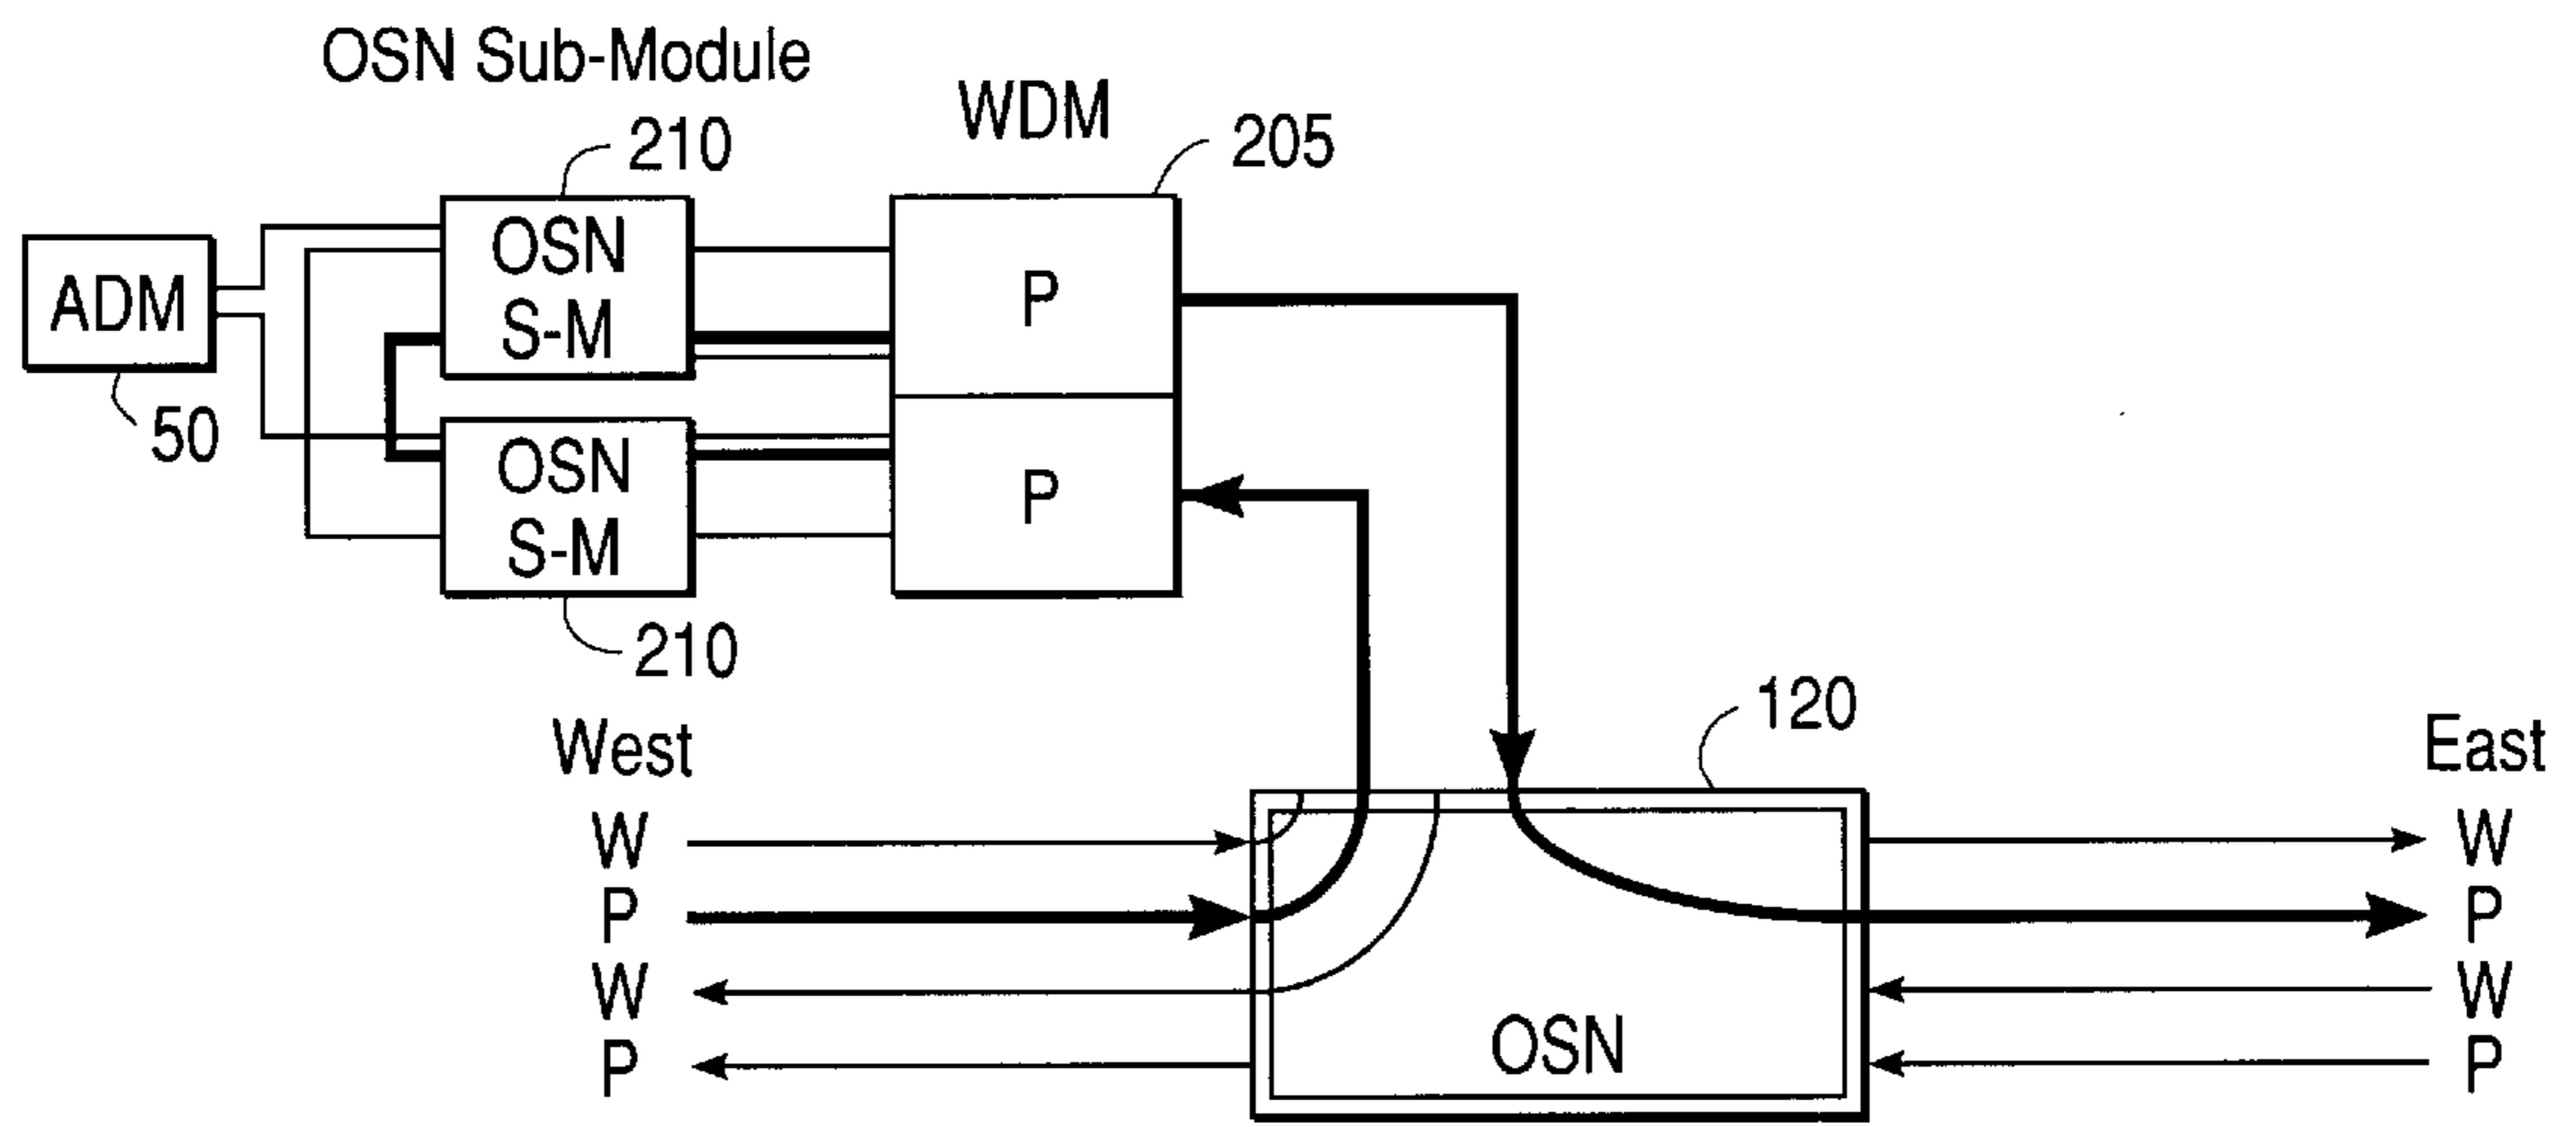 OSN Sub-Module
WDM
210
205
ADM
OSN
S-M
P
50
OSN
S-M
P
210
120
West
East
W
W
P
P
W
W
P
P
OSN